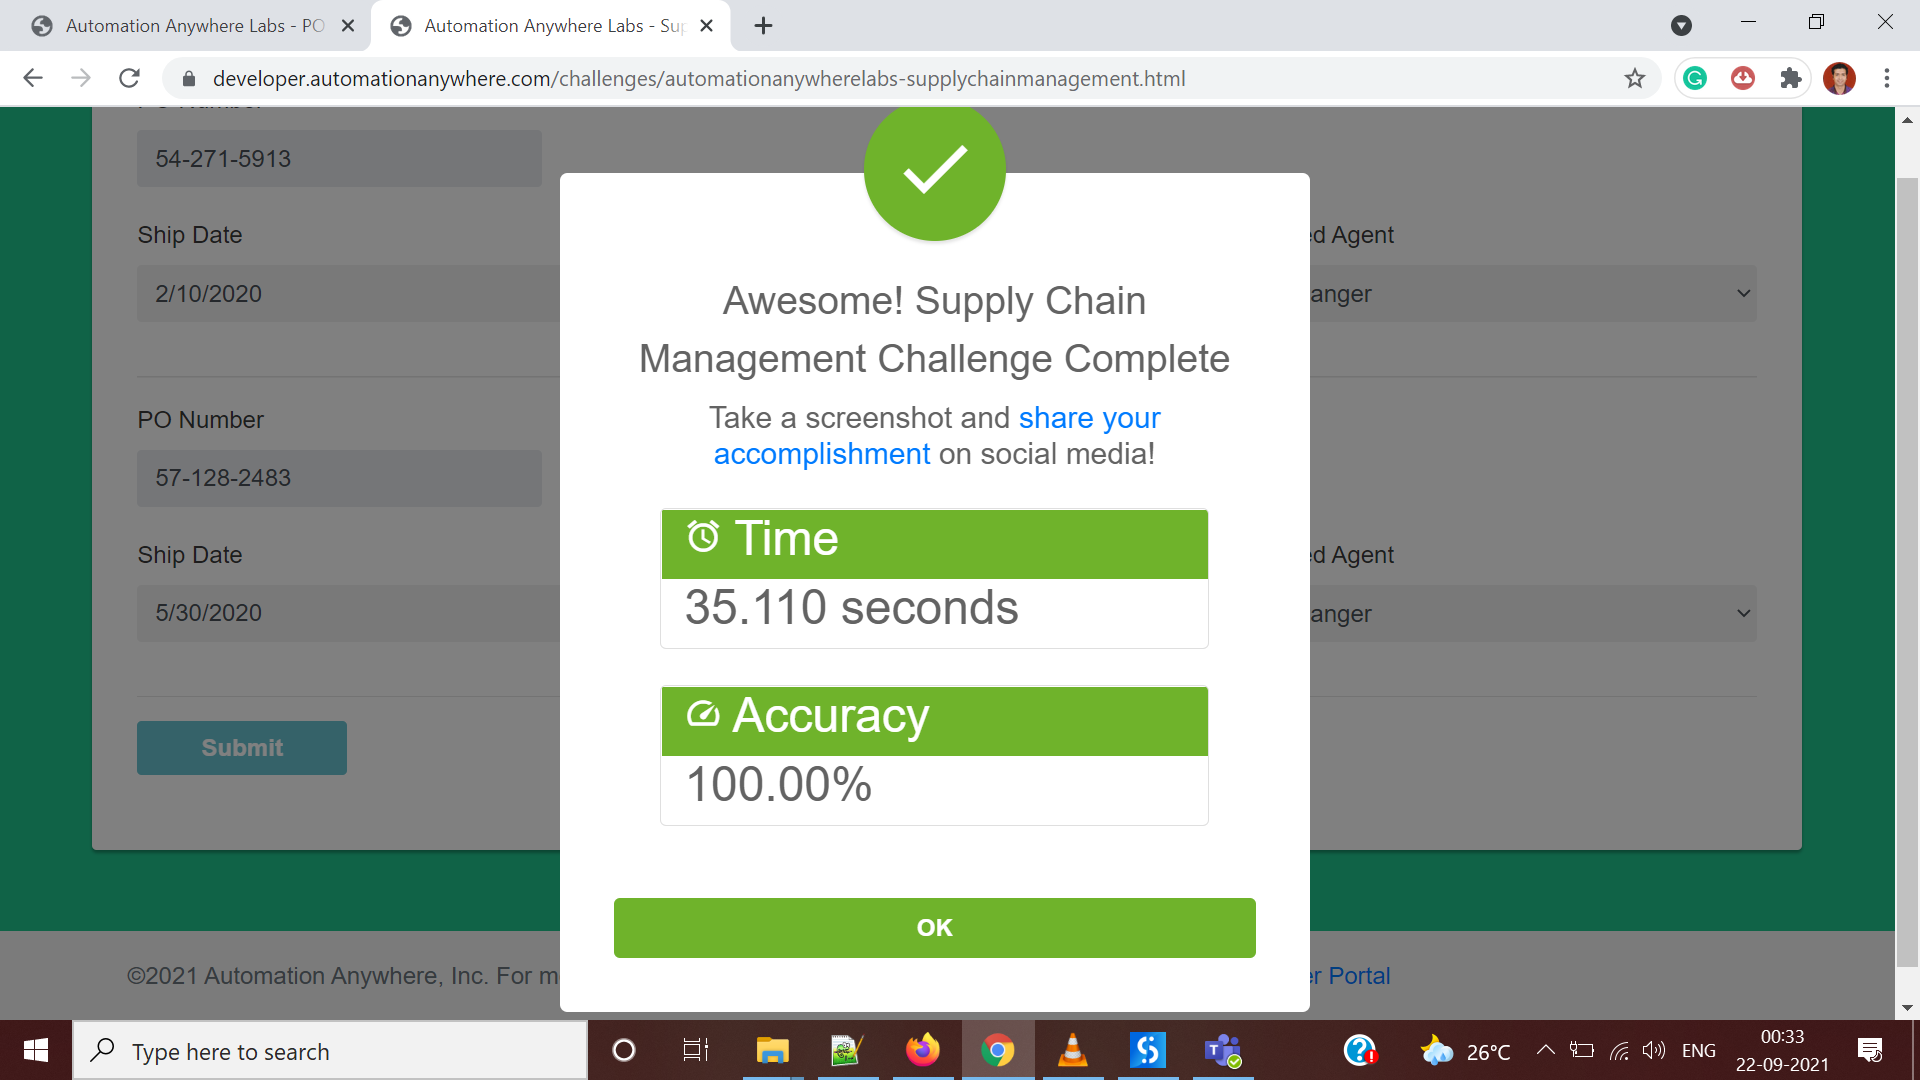 Automation Anywhere Labs - PO
Automation Anywhere Labs - Sup
developer.automationanywhere.com/challenges/automationanywherelabs-supplychainmanagement.html
54-271-5913
Ship Date
ed Agent
2/10/2020
anger
Awesome! Supply Chain
Management Challenge Complete
Take a screenshot and share your
accomplishment on social media!
PO Number
57-128-2483
Time
35.110 seconds
Ship Date
ed Agent
5/30/2020
anger
Accuracy
100.00%
Submit
OK
©2021 Automation Anywhere, Inc. For m
er Portal
Type here to search
26°C
ENG
00:33
22-09-2021